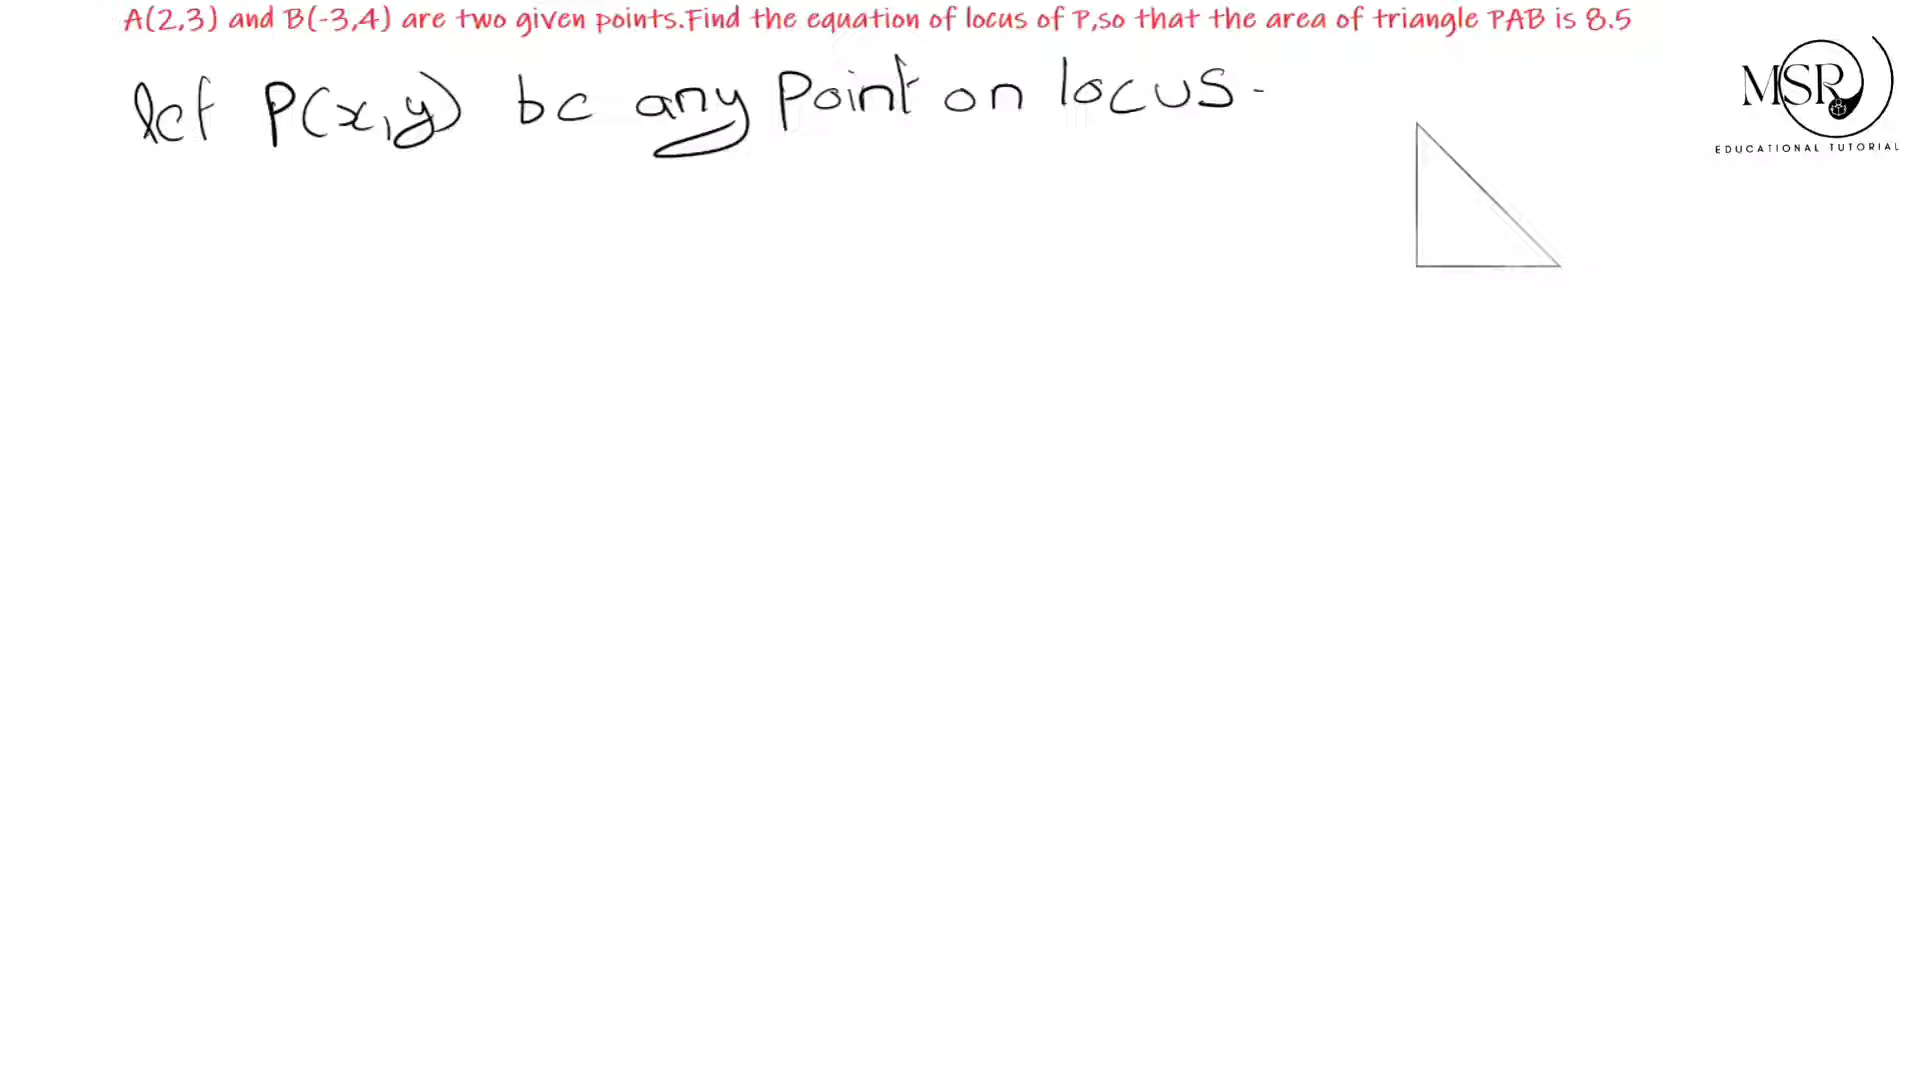 A(2,3) and B(-3,4) are two given points.Find the equation of locus of P,so that the area of triangle PAB is 8.5
let P(x,y) be any point on locus.
MSR
EDUCATIONAL TUTORIAL